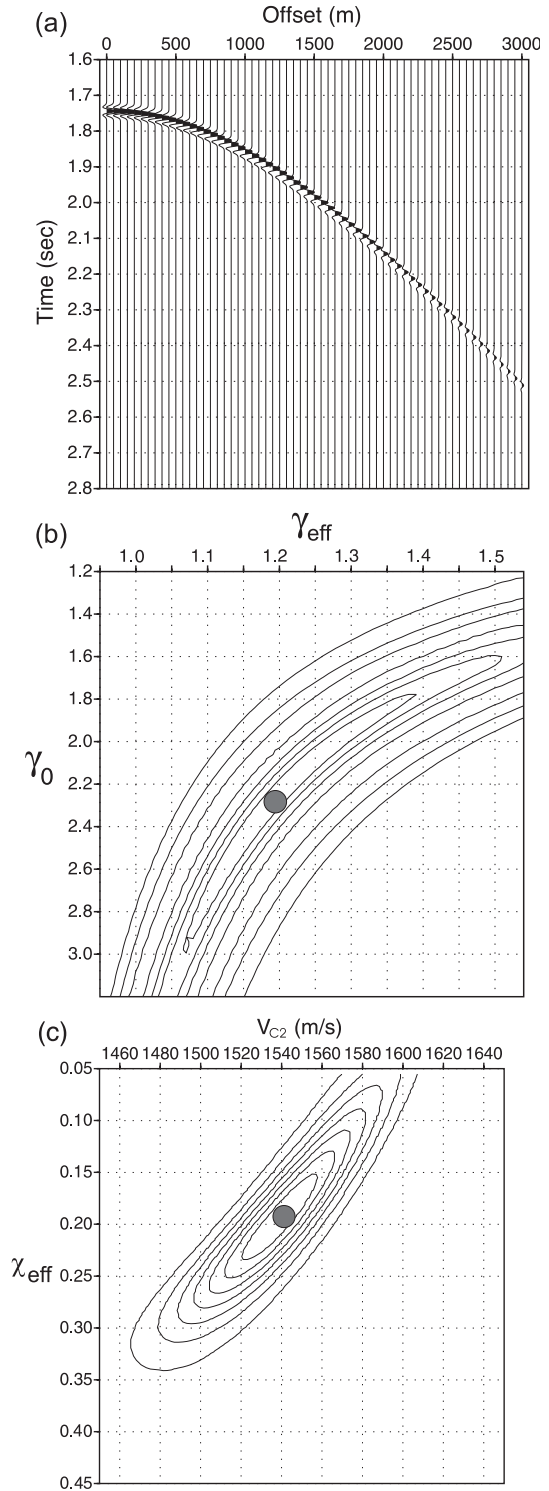 (a)
Offset (m)
0 500 1000 1500 2000 2500 3000
1.6
1.7
1.8
1.9
2.0
2.1
2.2
2.3
2.4
2.5
2.6
2.7
2.8
Time (sec)
(b)
γeff
1.0 1.1 1.2 1.3 1.4 1.5
1.2
1.4
1.6
1.8
2.0
2.2
2.4
2.6
2.8
3.0
γ0
(c)
VC2 (m/s)
1460 1480 1500 1520 1540 1560 1580 1600 1620 1640
0.05
0.10
0.15
0.20
0.25
0.30
0.35
0.40
0.45
χeff